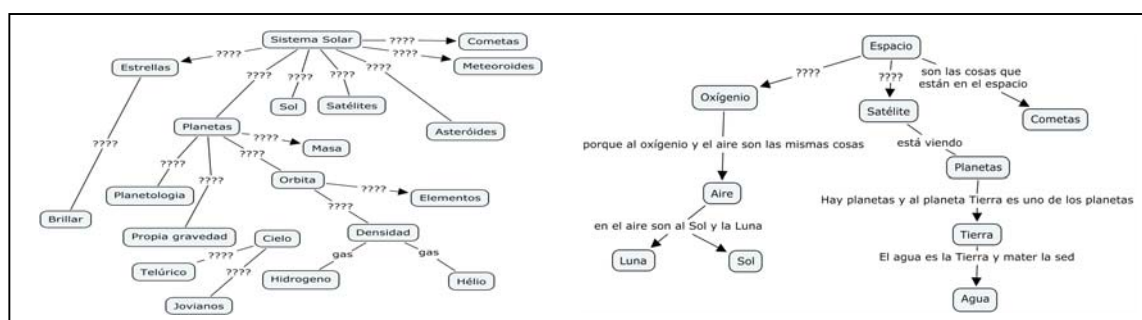 Sistema Solar
????
Cometas
????
Meteoroides
????
Estrellas
????
????
????
????
Sol
Satélites
Asteróides
Planetas
????
Masa
????
????
????
????
Planetologia
Orbita
????
Elementos
????
Brillar
Propia gravedad
Cielo
Densidad
????
Telúrico
????
gas
gas
Hidrogeno
Hélio
Jovianos
Espacio
????
????
son las cosas que
están en el espacio
Oxígenio
Satélite
Cometas
porque al oxígenio y el aire son las mismas cosas
está viendo
Planetas
Aire
Hay planetas y al planeta Tierra es uno de los planetas
en el aire son al Sol y la Luna
Tierra
Luna
Sol
El agua es la Tierra y mater la sed
Agua